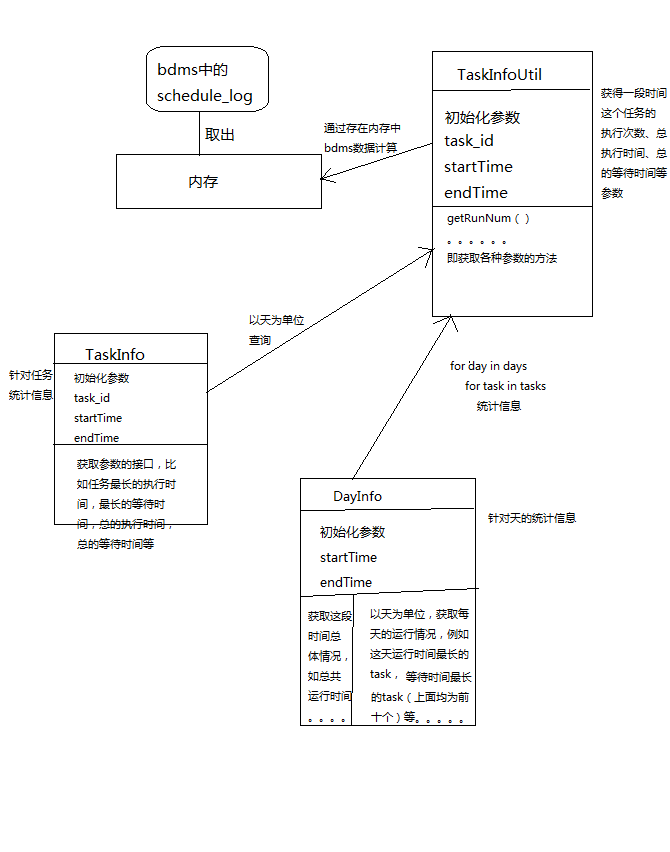 bdms中的
schedule_log
取出
内存
通过存在内存中
bdms数据计算
TaskInfoUtil
初始化参数
task_id
startTime
endTime
getRunNum（）
。。。。。。
即获取各种参数的方法
获得一段时间
这个任务的
执行次数、总
执行时间、总
的等待时间等
参数
以天为单位
查询
针对任务
统计信息
TaskInfo
初始化参数
task_id
startTime
endTime
获取参数的接口，比
如任务最长的执行时
间，最长的等待时
间，总的执行时间，
总的等待时间等
for day in days
for task in tasks
统计信息
DayInfo
初始化参数
startTime
endTime
针对天的统计信息
获取这段
时间总
体情况，
如总共
运行时间
。。。。
以天为单位，获取每
天的运行情况，例如
这天运行时间最长的
task，等待时间最长
的task（上面均为前
十个）等。。。。。